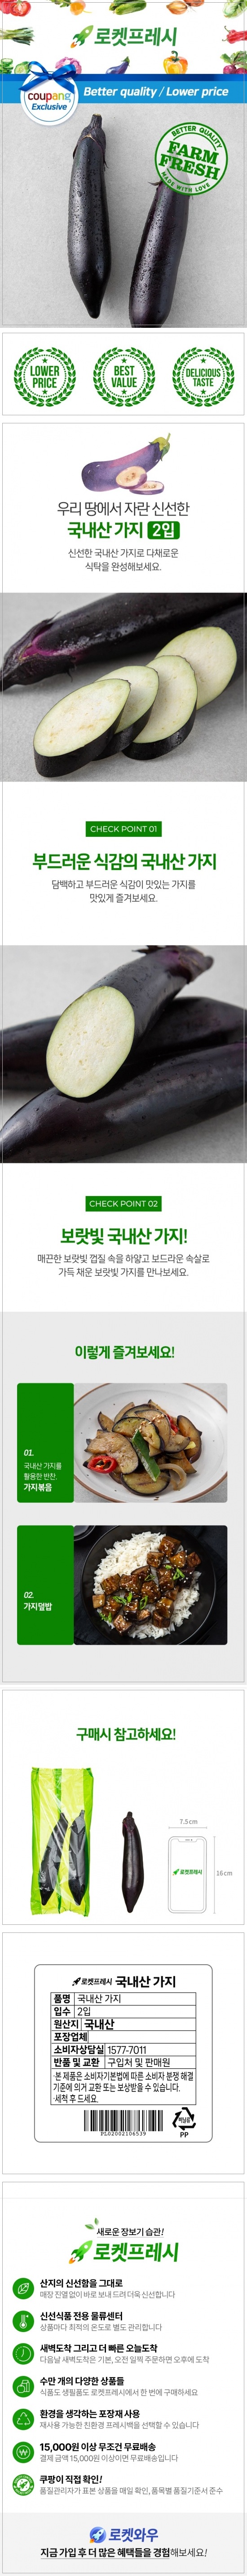 로켓프레시
coupang
Exclusive
Better quality / Lower price
BETTER QUALITY
FARM
FRESH
MADE WITH LOVE
LOWER
PRICE
BEST
VALUE
DELICIOUS
TASTE
우리 땅에서 자란 신선한
국내산 가지 2입
신선한 국내산 가지로 다채로운
식탁을 완성해보세요.
CHECK POINT 01
부드러운 식감의 국내산 가지
담백하고 부드러운 식감이 맛있는 가지를
맛있게 즐겨보세요.
CHECK POINT 02
보랏빛 국내산 가지!
매끈한 보랏빛 껍질 속을 하얗고 보드라운 속살로
가득 채운 보랏빛 가지를 만나보세요.
이렇게 즐겨보세요!
01.
국내산 가지를
활용한 반찬.
가지볶음
02.
가지덮밥
구매시 참고하세요!
7.5cm
로켓프레시
16cm
로켓프레시 국내산 가지
품명 국내산 가지
입수 2입
원산지 국내산
포장업체
소비자상담실 1577-7011
반품 및 교환 구입처 및 판매원
·본 제품은 소비자기본법에 따른 소비자 분쟁 해결
기준에 의거 교환 또는 보상받을 수 있습니다.
·세척 후 드세요.
PL02002106539
비닐류
PP
새로운 장보기 습관!
로켓프레시
산지의 신선함을 그대로
매장 진열 없이 바로 보내 드려 더욱 신선합니다
신선식품 전용 물류센터
상품마다 최적의 온도로 별도 관리합니다
새벽도착 그리고 더 빠른 오늘도착
다음날 새벽도착은 기본, 오전 일찍 주문하면 오후에 도착
수만 개의 다양한 상품들
식품도 생필품도 로켓프레시에서 한 번에 구매하세요
환경을 생각하는 포장재 사용
재사용 가능한 친환경 프레시백을 선택할 수 있습니다
15,000원 이상 무조건 무료배송
결제 금액 15,000원 이상이면 무료배송입니다
쿠팡이 직접 확인!
품질관리자가 표본 상품을 매일 확인, 품목별 품질기준서 준수
로켓와우
지금 가입 후 더 많은 혜택들을 경험해보세요!